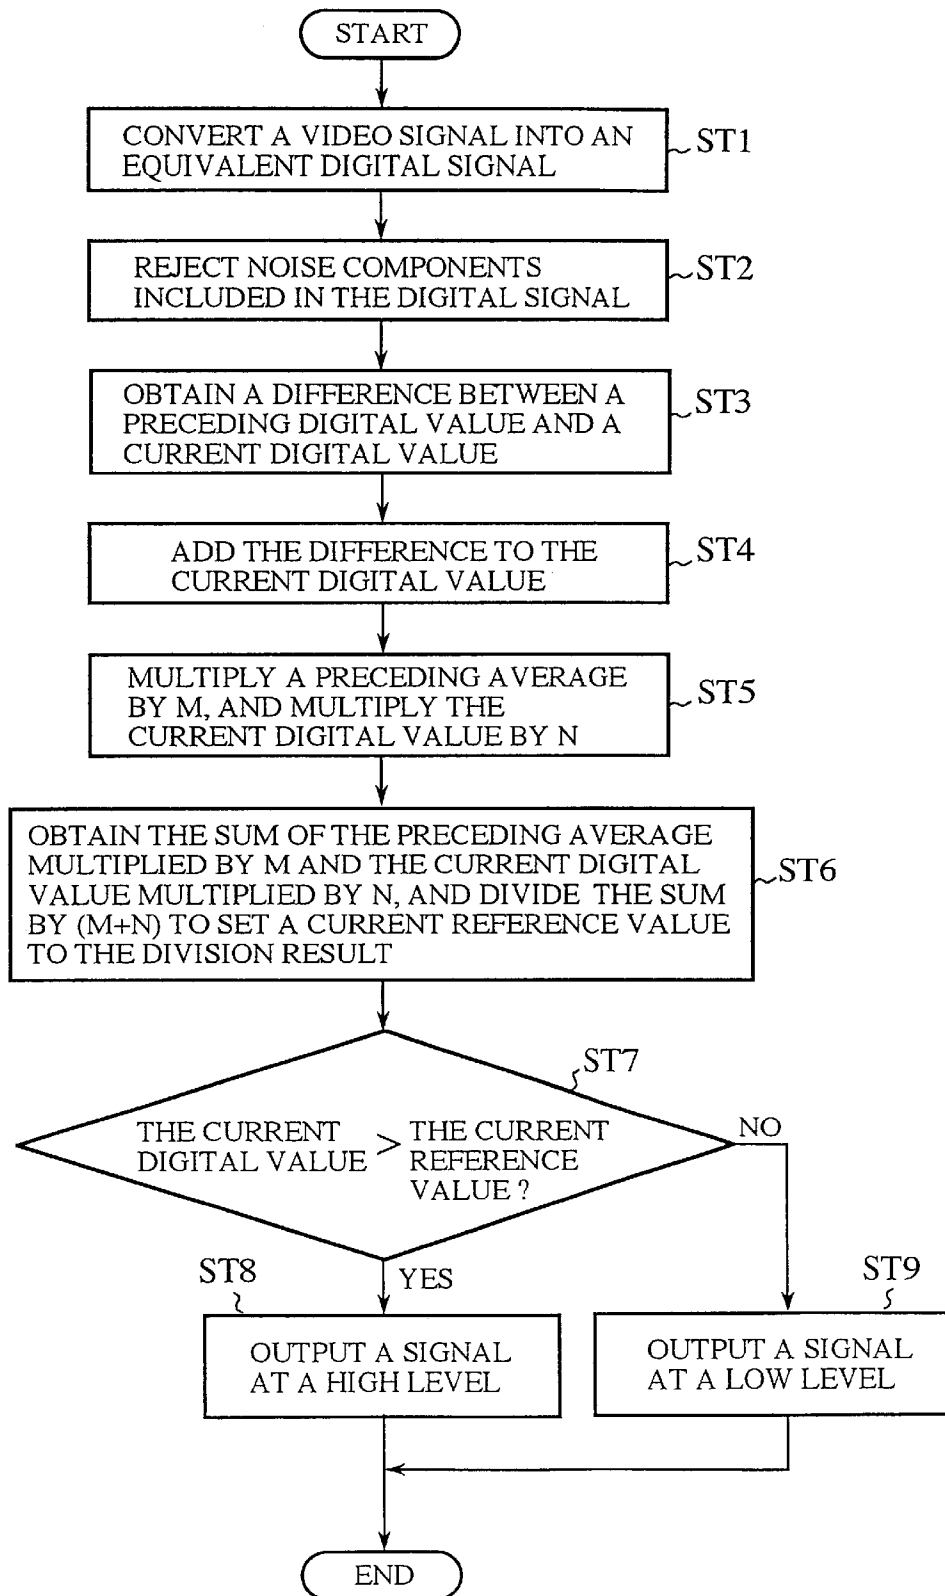 START
CONVERT A VIDEO SIGNAL INTO AN
EQUIVALENT DIGITAL SIGNAL
ST1
REJECT NOISE COMPONENTS
INCLUDED IN THE DIGITAL SIGNAL
ST2
OBTAIN A DIFFERENCE BETWEEN A
PRECEDING DIGITAL VALUE AND A
CURRENT DIGITAL VALUE
ST3
ADD THE DIFFERENCE TO THE
CURRENT DIGITAL VALUE
ST4
MULTIPLY A PRECEDING AVERAGE
BY M, AND MULTIPLY THE
CURRENT DIGITAL VALUE BY N
ST5
OBTAIN THE SUM OF THE PRECEDING AVERAGE
MULTIPLIED BY M AND THE CURRENT DIGITAL
VALUE MULTIPLIED BY N, AND DIVIDE THE SUM
BY (M+N) TO SET A CURRENT REFERENCE VALUE
TO THE DIVISION RESULT
ST6
ST7
THE CURRENT
DIGITAL VALUE
>
THE CURRENT
REFERENCE
VALUE ?
NO
YES
ST8
OUTPUT A SIGNAL
AT A HIGH LEVEL
ST9
OUTPUT A SIGNAL
AT A LOW LEVEL
END